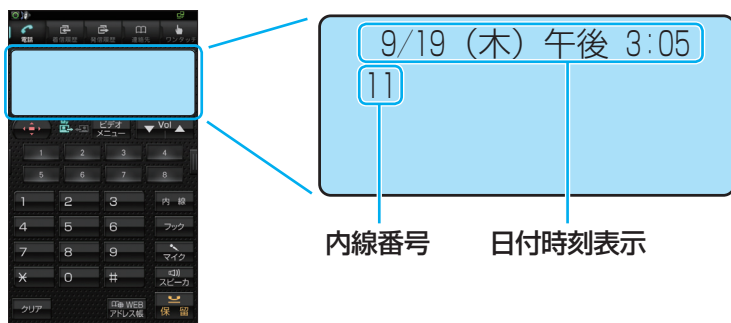 電話
着信履歴
発信履歴
連絡先
ワンタッチ
ビデオ
メニュー
Vol
1 2 3 4
5 6 7 8
1 2 3 内 線
4 5 6 フック
7 8 9 マイク
* 0 # スピーカ
クリア
WEB
アドレス帳
保 留
9/19 (木) 午後 3:05
11
内線番号
日付時刻表示